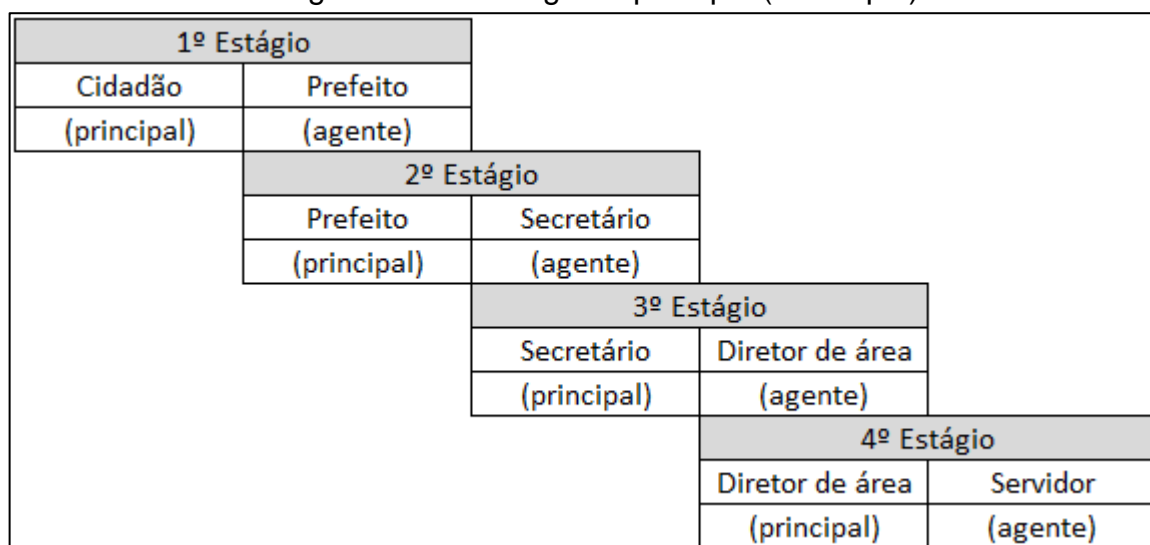 1º Estágio
Cidadão Prefeito
(principal) (agente)
2º Estágio
Prefeito Secretário
(principal) (agente)
3º Estágio
Secretário Diretor de área
(principal) (agente)
4º Estágio
Diretor de área Servidor
(principal) (agente)